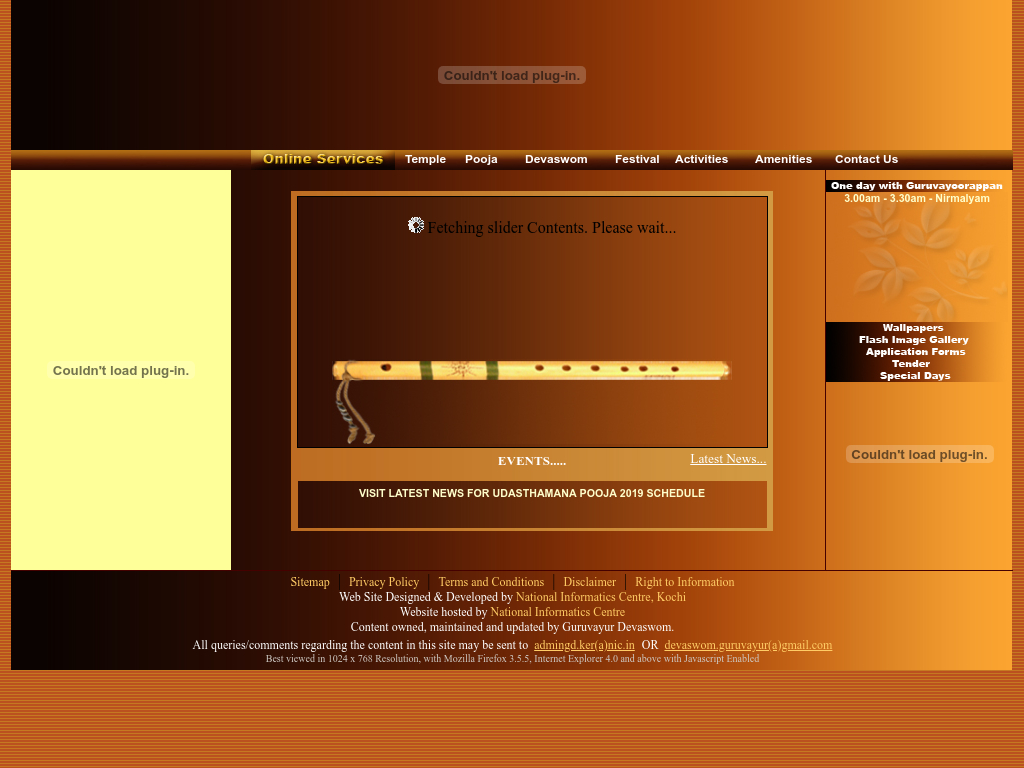 Couldn't load plug-in.
Online Services Temple Pooja Devaswom Festival Activities Amenities Contact Us
One day with Guruvayoorappan
3.00am - 3.30am - Nirmalyam
Fetching slider Contents. Please wait...
Wallpapers
Flash Image Gallery
Application Forms
Tender
Special Days
Couldn't load plug-in.
Couldn't load plug-in.
EVENTS..... Latest News...
VISIT LATEST NEWS FOR UDASTHAMANA POOJA 2019 SCHEDULE
Sitemap Privacy Policy Terms and Conditions Disclaimer Right to Information
Web Site Designed & Developed by National Informatics Centre, Kochi
Website hosted by National Informatics Centre
Content owned, maintained and updated by Guruvayur Devaswom.
All queries/comments regarding the content in this site may be sent to admingd.ker(a)nic.in OR devaswom.guruvayur(a)gmail.com
Best viewed in 1024 x 768 Resolution, with Mozilla Firefox 3.5.5, Internet Explorer 4.0 and above with Javascript Enabled